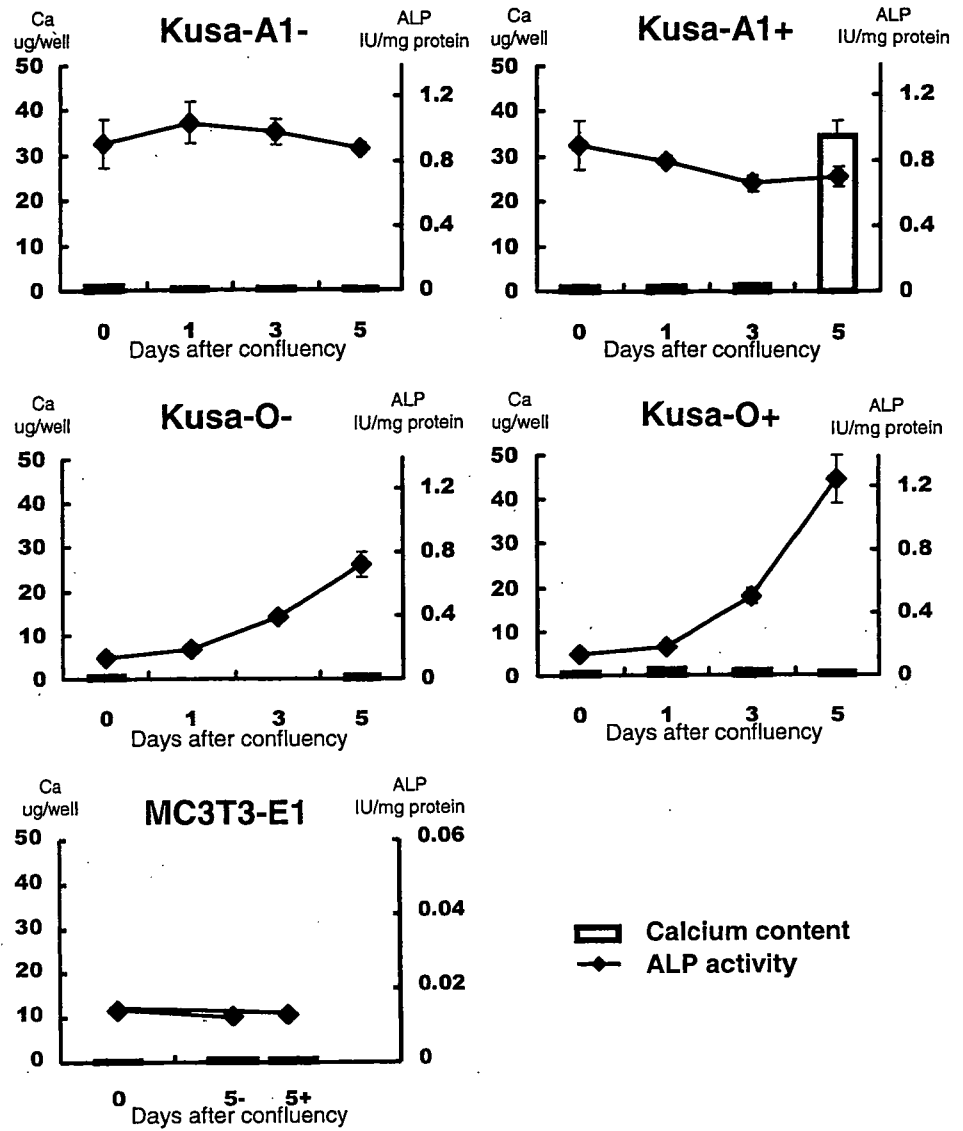 Ca
ug/well
Kusa-A1-
ALP
IU/mg protein
50
40
30
20
10
0
1.2
0.8
0.4
0
0 1 3 5
Days after confluency
Ca
ug/well
Kusa-A1+
ALP
IU/mg protein
50
40
30
20
10
0
1.2
0.8
0.4
0
0 1 3 5
Days after confluency
Ca
ug/well
Kusa-O-
ALP
IU/mg protein
50
40
30
20
10
0
1.2
0.8
0.4
0
0 1 3 5
Days after confluency
Ca
ug/well
Kusa-O+
ALP
IU/mg protein
50
40
30
20
10
0
1.2
0.8
0.4
0
0 1 3 5
Days after confluency
Ca
ug/well
MC3T3-E1
ALP
IU/mg protein
50
40
30
20
10
0
0.06
0.04
0.02
0
0 5- 5+
Days after confluency
Calcium content
ALP activity